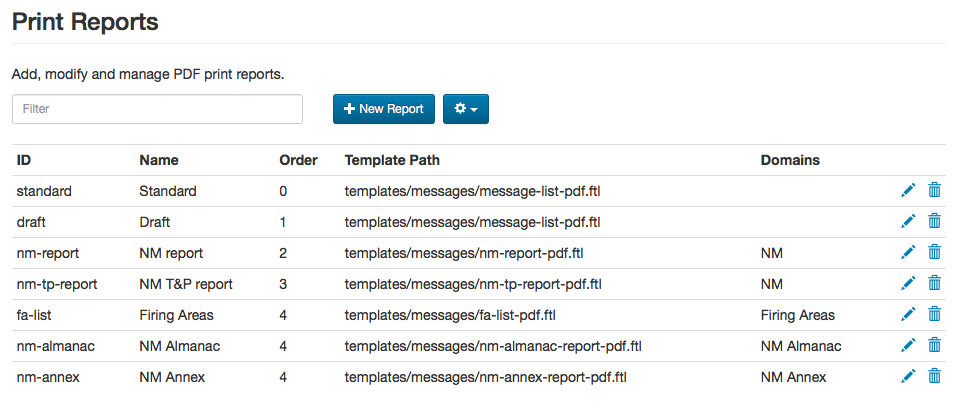 Print Reports
Add, modify and manage PDF print reports.
Filter New Report
ID Name Order Template Path Domains
standard Standard 0 templates/messages/message-list-pdf.ftl
draft Draft 1 templates/messages/message-list-pdf.ftl
nm-report NM report 2 templates/messages/nm-report-pdf.ftl NM
nm-tp-report NM T&P report 3 templates/messages/nm-tp-report-pdf.ftl NM
fa-list Firing Areas 4 templates/messages/fa-list-pdf.ftl Firing Areas
nm-almanac NM Almanac 4 templates/messages/nm-almanac-report-pdf.ftl NM Almanac
nm-annex NM Annex 4 templates/messages/nm-annex-report-pdf.ftl NM Annex